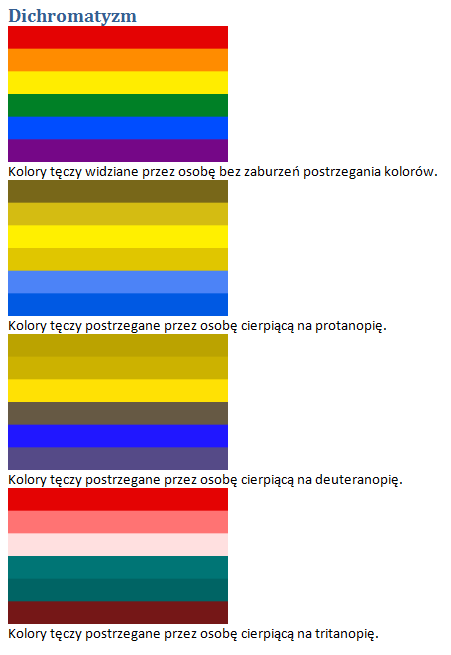 Dichromatyzm
Kolory tęczy widziane przez osobę bez zaburzeń postrzegania kolorów.
Kolory tęczy postrzegane przez osobę cierpiącą na protanopię.
Kolory tęczy postrzegane przez osobę cierpiącą na deuteranopię.
Kolory tęczy postrzegane przez osobę cierpiącą na tritanopię.